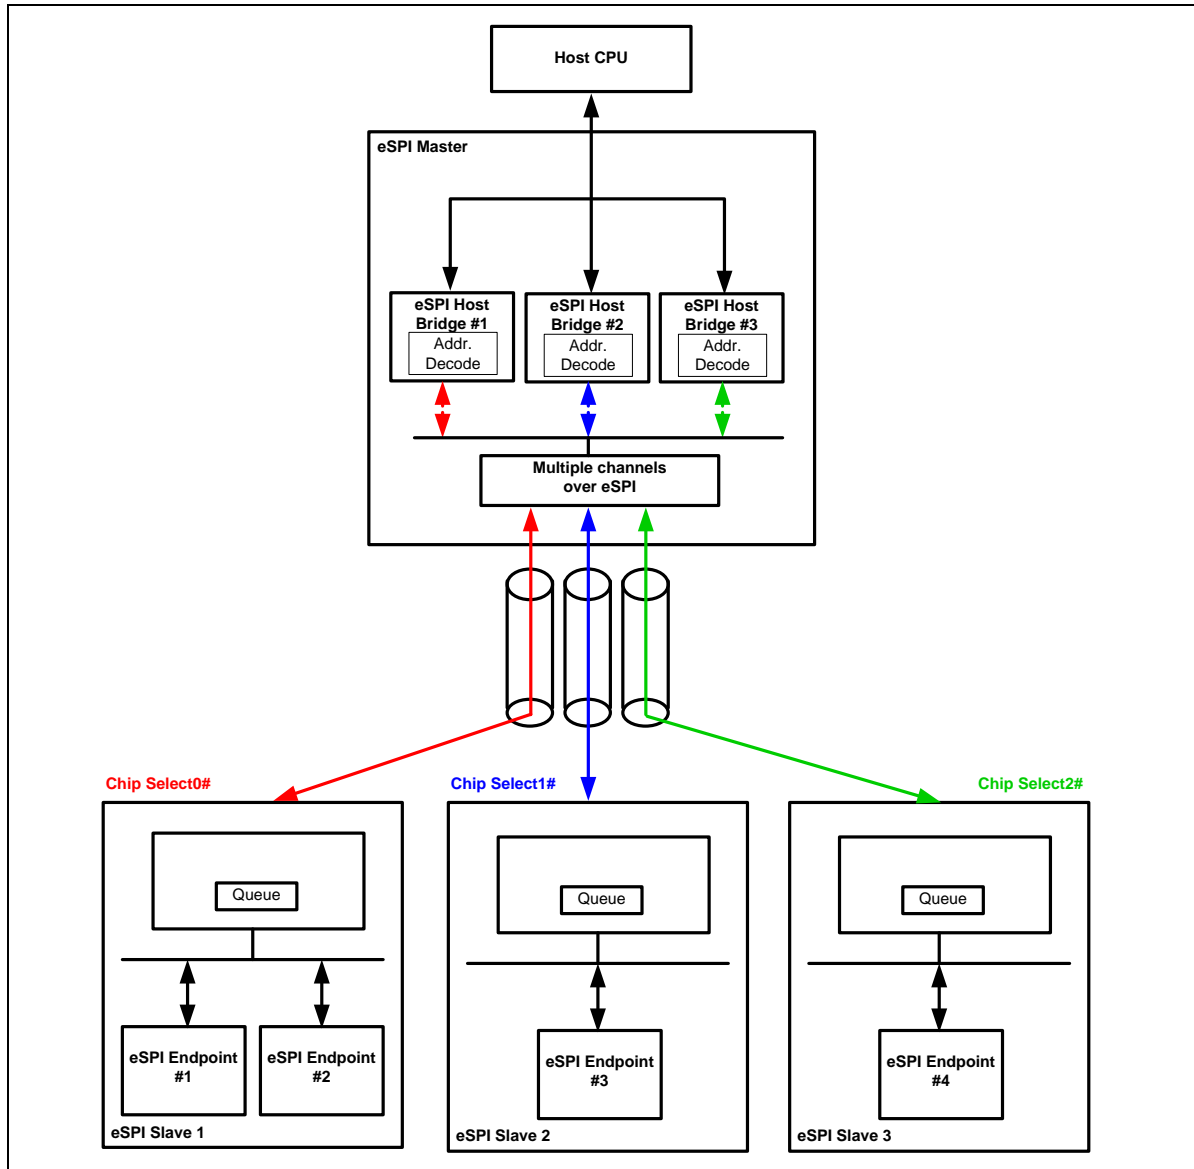 Host CPU
eSPI Master
eSPI Host
Bridge #1
Addr.
Decode
eSPI Host
Bridge #2
Addr.
Decode
eSPI Host
Bridge #3
Addr.
Decode
Multiple channels
over eSPI
Chip Select0#
Chip Select1#
Chip Select2#
Queue
Queue
Queue
eSPI Endpoint
#1
eSPI Endpoint
#2
eSPI Endpoint
#3
eSPI Endpoint
#4
eSPI Slave 1
eSPI Slave 2
eSPI Slave 3